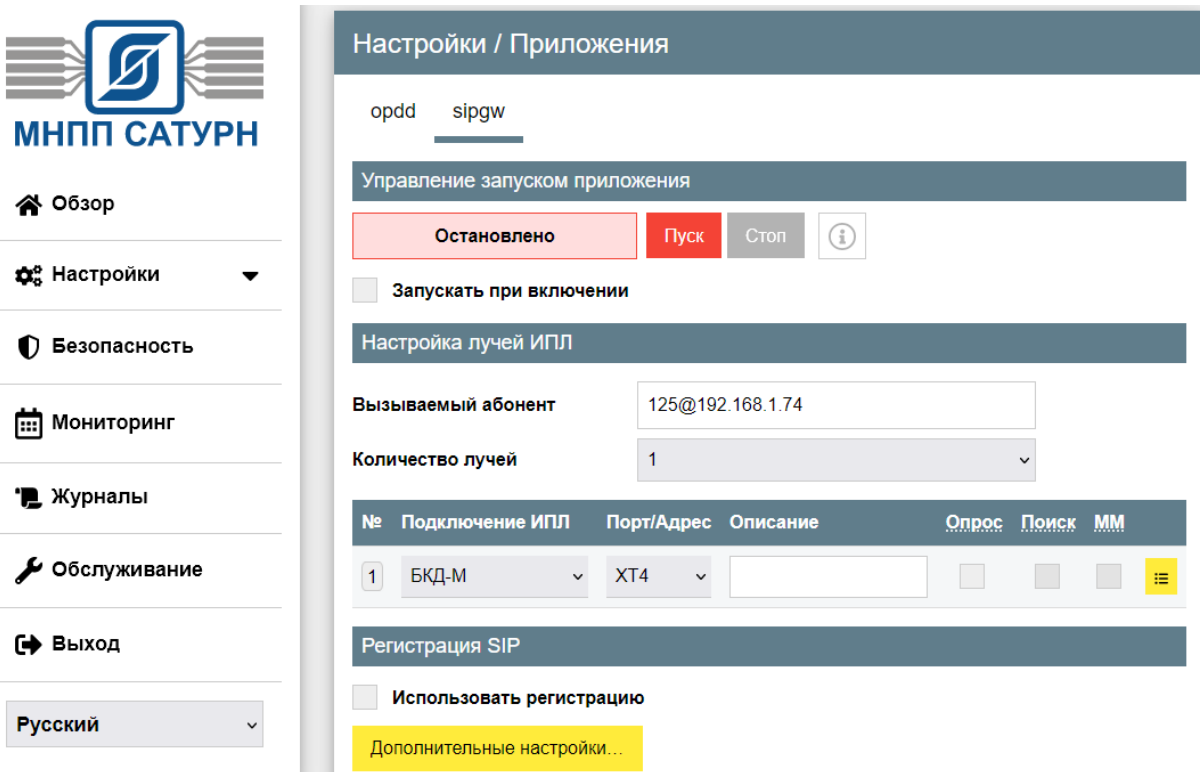 МНПП САТУРН
Обзор
Настройки
Безопасность
Мониторинг
Журналы
Обслуживание
Выход
Русский
Настройки / Приложения
opdd sipgw
Управление запуском приложения
Остановлено Пуск Стоп
Запускать при включении
Настройка лучей ИПЛ
Вызываемый абонент 125@192.168.1.74
Количество лучей 1
№ Подключение ИПЛ Порт/Адрес Описание Опрос Поиск ММ
1 БКД-М XT4
Регистрация SIP
Использовать регистрацию
Дополнительные настройки...